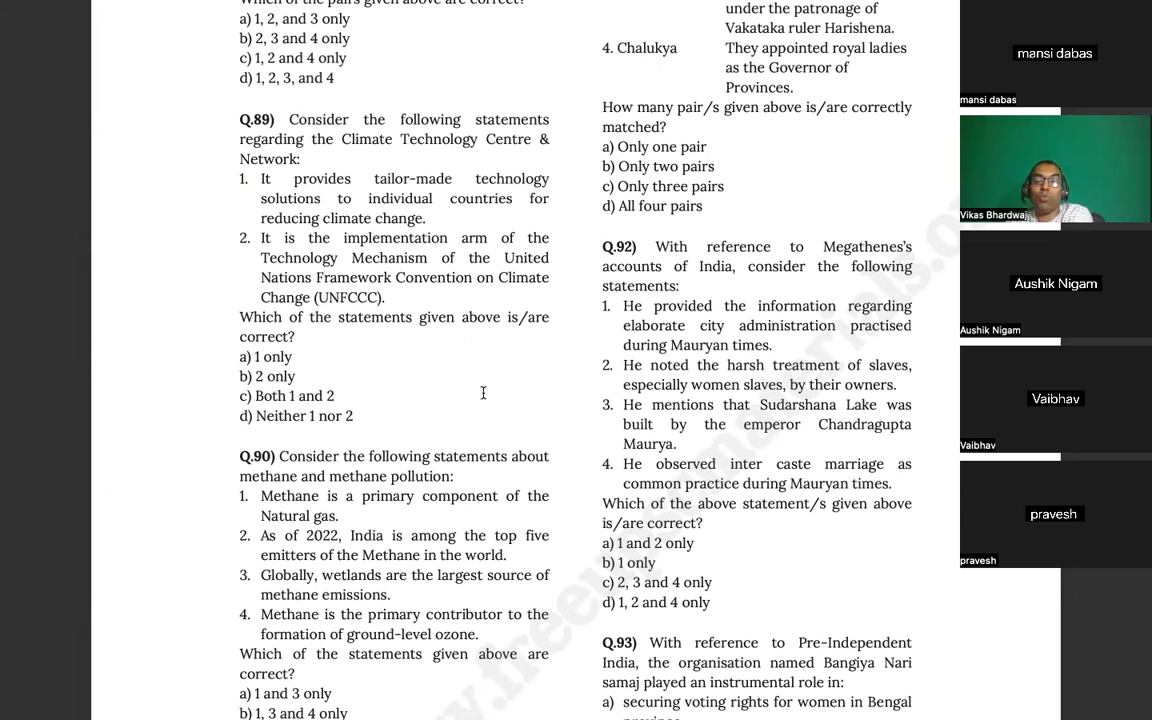 Which of the pairs given above are correct?
a) 1, 2, and 3 only
b) 2, 3 and 4 only
c) 1, 2 and 4 only
d) 1, 2, 3, and 4
Q.89) Consider the following statements
regarding the Climate Technology Centre &
Network:
1. It provides tailor-made technology
solutions to individual countries for
reducing climate change.
2. It is the implementation arm of the
Technology Mechanism of the United
Nations Framework Convention on Climate
Change (UNFCCC).
Which of the statements given above is/are
correct?
a) 1 only
b) 2 only
c) Both 1 and 2
d) Neither 1 nor 2
Q.90) Consider the following statements about
methane and methane pollution:
1. Methane is a primary component of the
Natural gas.
2. As of 2022, India is among the top five
emitters of the Methane in the world.
3. Globally, wetlands are the largest source of
methane emissions.
4. Methane is the primary contributor to the
formation of ground-level ozone.
Which of the statements given above are
correct?
a) 1 and 3 only
b) 1, 3 and 4 only
under the patronage of
Vakataka ruler Harishena.
4. Chalukya They appointed royal ladies
as the Governor of
Provinces.
How many pair/s given above is/are correctly
matched?
a) Only one pair
b) Only two pairs
c) Only three pairs
d) All four pairs
Q.92) With reference to Megathenes's
accounts of India, consider the following
statements:
1. He provided the information regarding
elaborate city administration practised
during Mauryan times.
2. He noted the harsh treatment of slaves,
especially women slaves, by their owners.
3. He mentions that Sudarshana Lake was
built by the emperor Chandragupta
Maurya.
4. He observed inter caste marriage as
common practice during Mauryan times.
Which of the above statement/s given above
is/are correct?
a) 1 and 2 only
b) 1 only
c) 2, 3 and 4 only
d) 1, 2 and 4 only
Q.93) With reference to Pre-Independent
India, the organisation named Bangiya Nari
samaj played an instrumental role in:
a) securing voting rights for women in Bengal
mansi dabas
mansi dabas
Vikas Bhardwaj
Aushik Nigam
Aushik Nigam
Vaibhav
Vaibhav
pravesh
pravesh